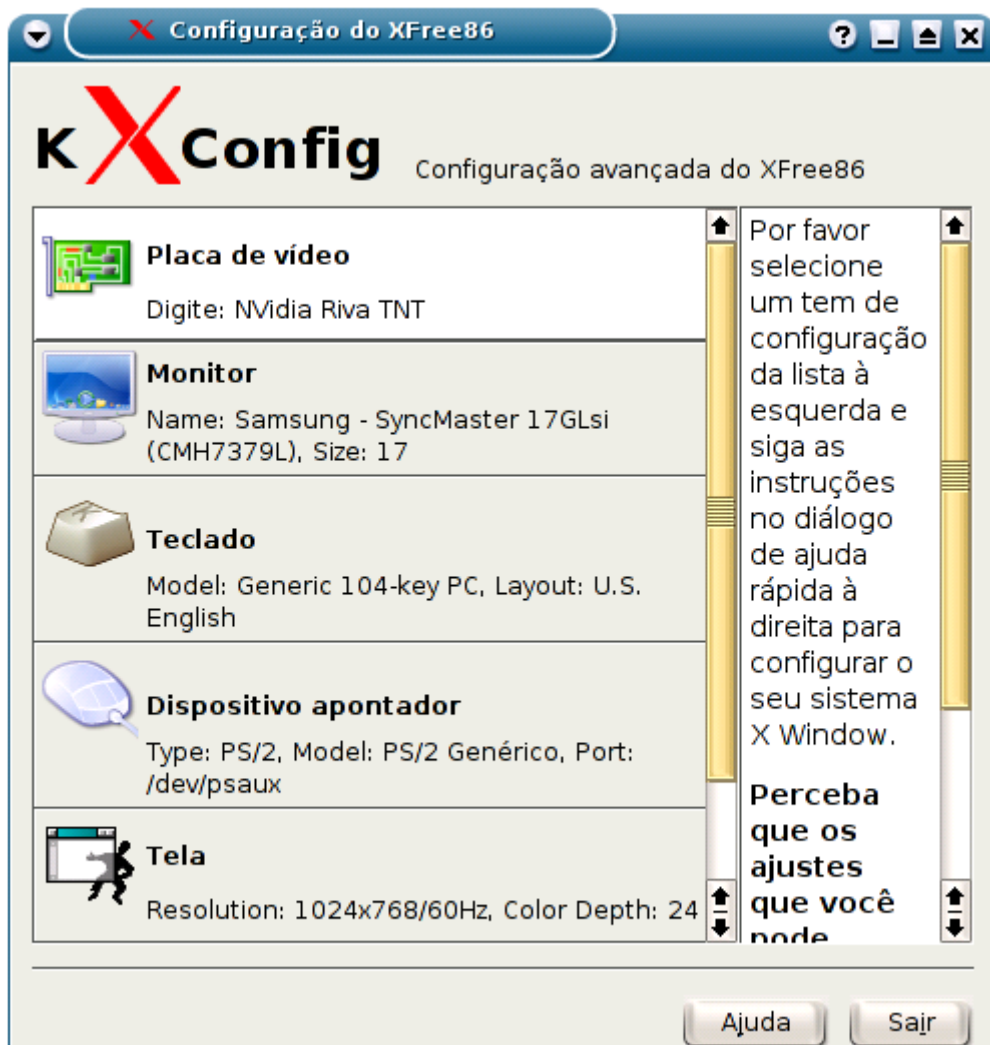 Configuração do XFree86
KXConfig
Configuração avançada do XFree86
Placa de vídeo
Digite: NVidia Riva TNT
Monitor
Name: Samsung - SyncMaster 17GLsi
(CMH7379L), Size: 17
Teclado
Model: Generic 104-key PC, Layout: U.S.
English
Dispositivo apontador
Type: PS/2, Model: PS/2 Genérico, Port:
/dev/psaux
Tela
Resolution: 1024x768/60Hz, Color Depth: 24
Por favor
selecione
um tem de
configuração
da lista à
esquerda e
siga as
instruções
no diálogo
de ajuda
rápida à
direita para
configurar o
seu sistema
X Window.
Perceba
que os
ajustes
que você
pode
Ajuda
Sair